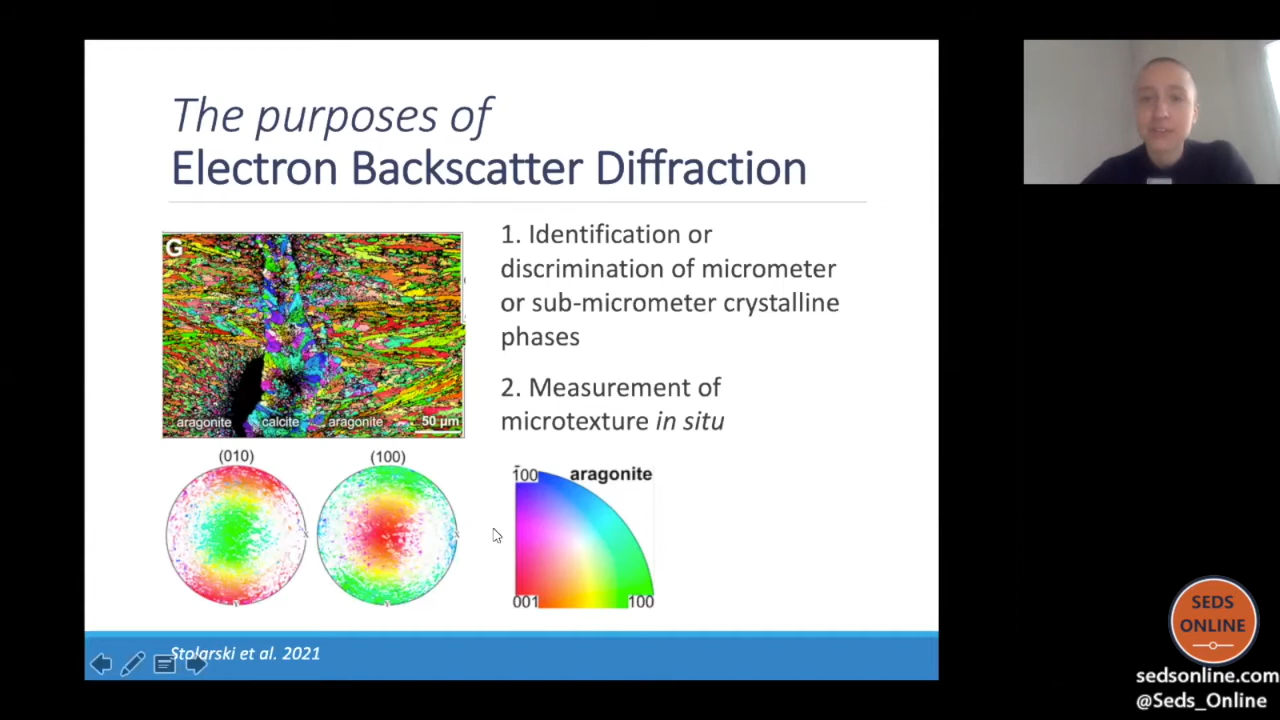 The purposes of
Electron Backscatter Diffraction
G
aragonite calcite aragonite 50 µm
(010) (100)
1. Identification or
discrimination of micrometer
or sub-micrometer crystalline
phases
2. Measurement of
microtexture in situ
100 aragonite
001 100
Stolarski et al. 2021
SEDS
ONLINE
sedsonline.com
@Seds_Online